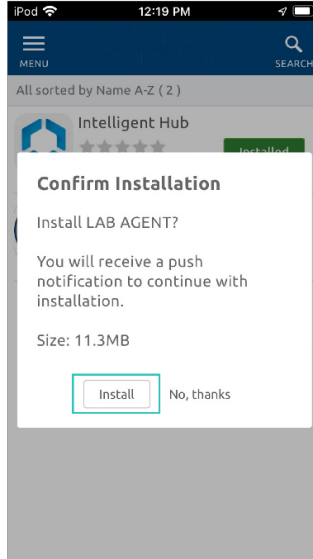 iPod 12:19 PM
MENU SEARCH
All sorted by Name A-Z ( 2 )
Intelligent Hub
Installed
Confirm Installation
Install LAB AGENT?
You will receive a push
notification to continue with
installation.
Size: 11.3MB
Install No, thanks